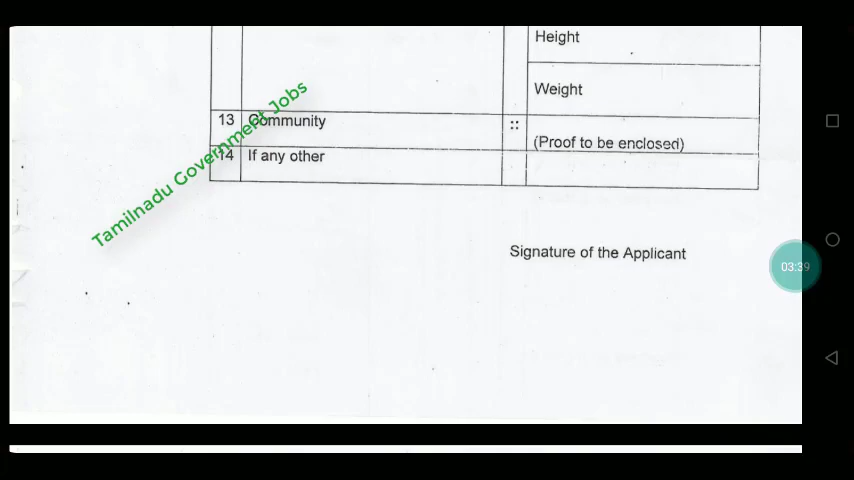 Height
Weight
13 Community :: (Proof to be enclosed)
14 If any other
Signature of the Applicant
Tamilnadu Government Jobs
03:39